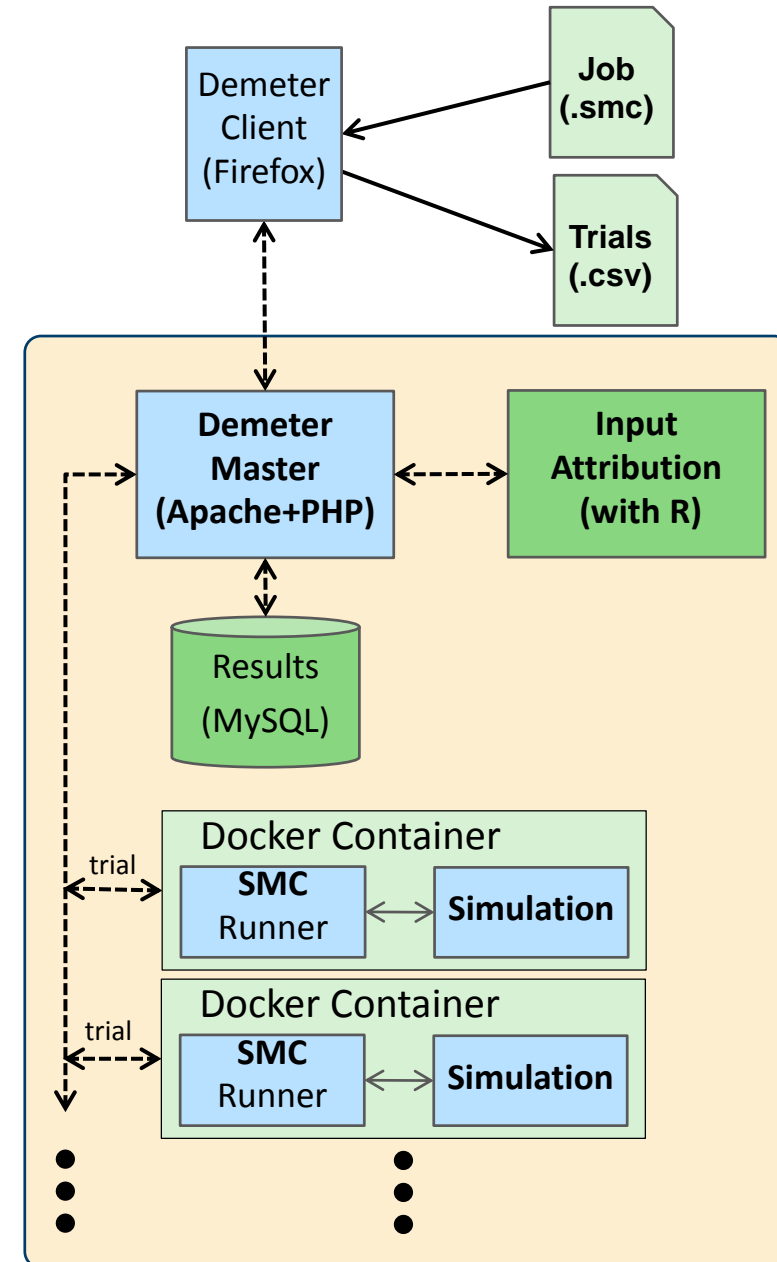 Demeter
Client
(Firefox)
Job
(.smc)
Trials
(.csv)
Demeter
Master
(Apache+PHP)
Input
Attribution
(with R)
Results
(MySQL)
Docker Container
trial
SMC
Runner
Simulation
Docker Container
trial
SMC
Runner
Simulation